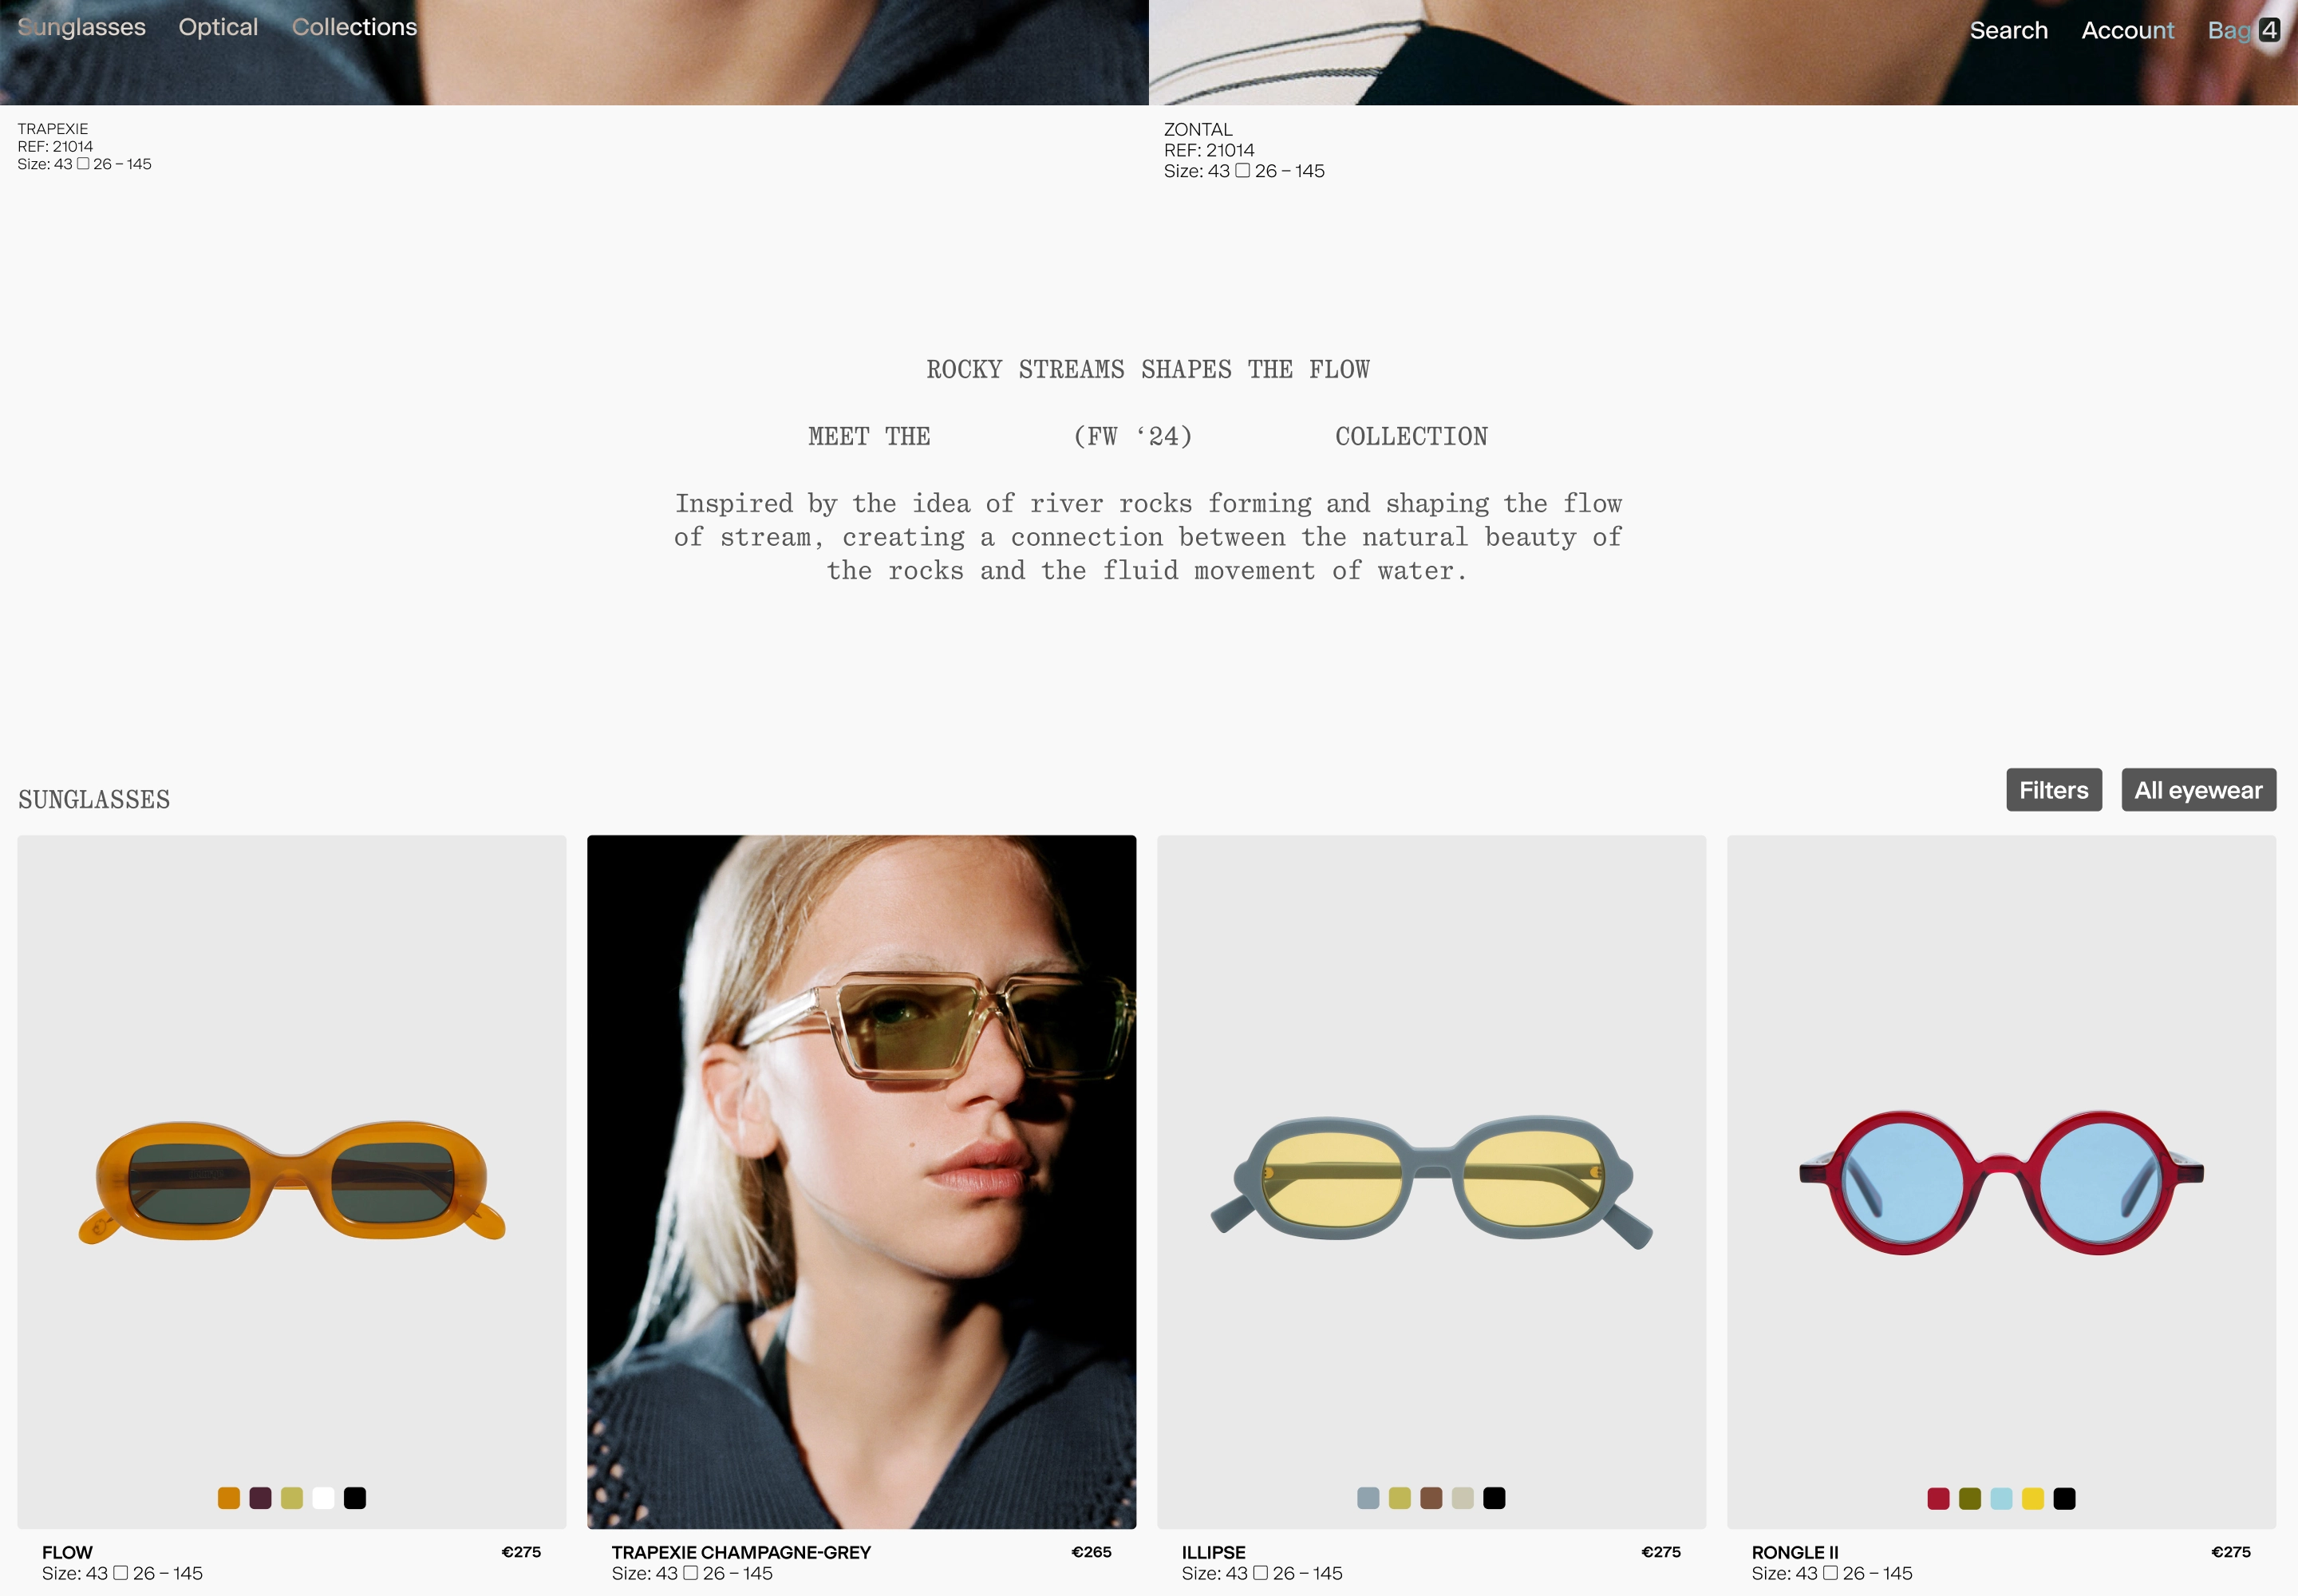 Sunglasses Optical Collections
Search Account Bag 4
TRAPEXIE
REF: 21014
Size: 43 ▢ 26 – 145
ZONTAL
REF: 21014
Size: 43 ▢ 26 – 145
ROCKY STREAMS SHAPES THE FLOW
MEET THE (FW ‘24) COLLECTION
Inspired by the idea of river rocks forming and shaping the flow
of stream, creating a connection between the natural beauty of
the rocks and the fluid movement of water.
SUNGLASSES
Filters All eyewear
FLOW €275
Size: 43 ▢ 26 – 145
TRAPEXIE CHAMPAGNE-GREY €265
Size: 43 ▢ 26 – 145
ILLIPSE €275
Size: 43 ▢ 26 – 145
RONGLE II €275
Size: 43 ▢ 26 – 145